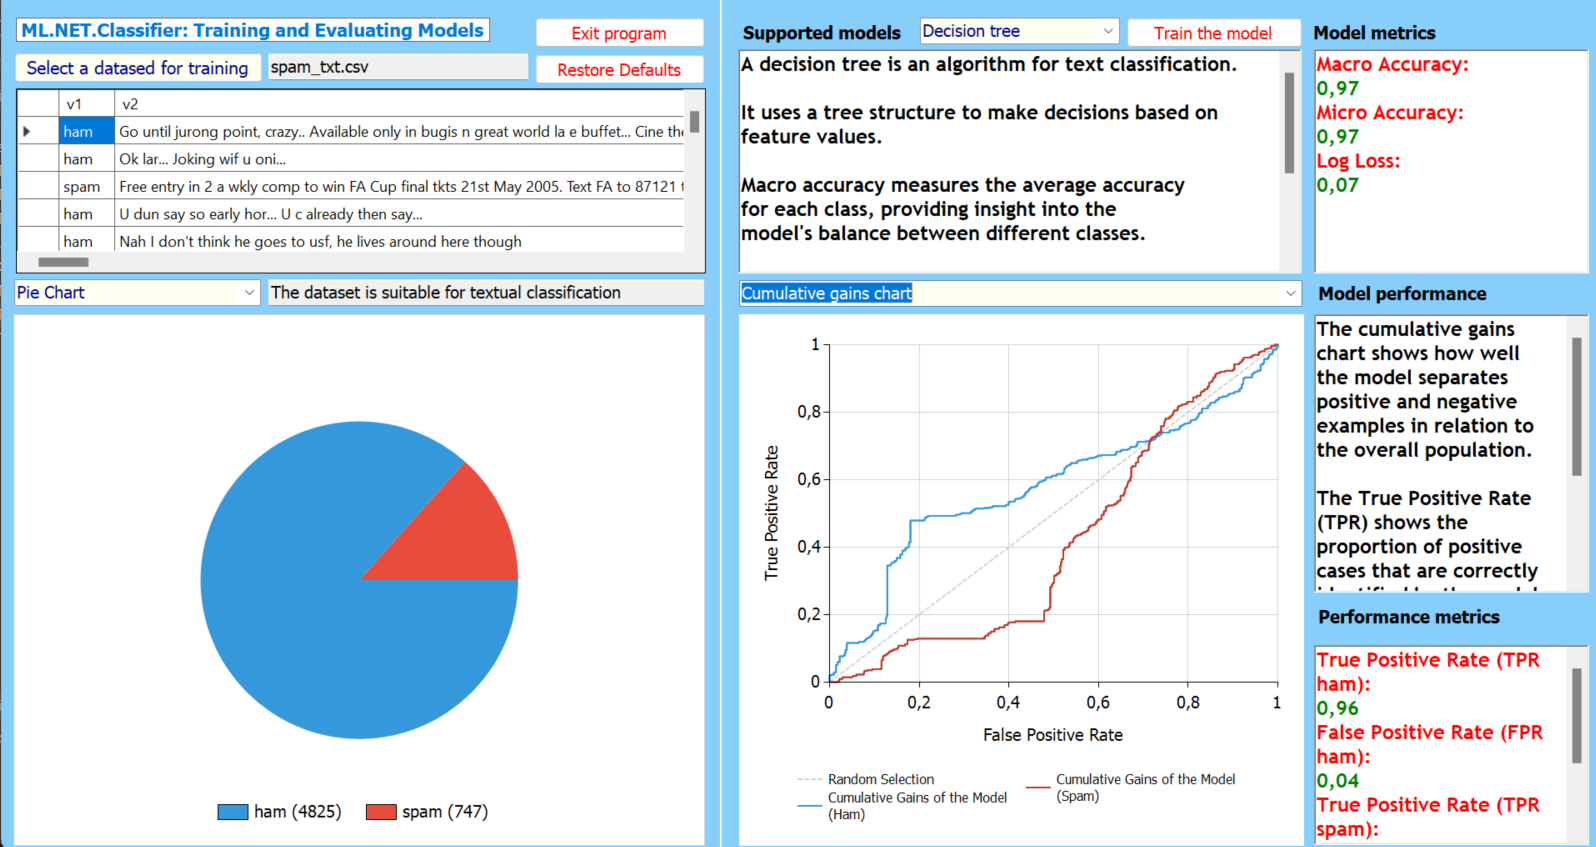 ML.NET.Classifier: Training and Evaluating Models
Exit program
Select a datased for training
spam_txt.csv
Restore Defaults
v1 v2
ham Go until jurong point, crazy.. Available only in bugis n great world la e buffet... Cine
ham Ok lar... Joking wif u oni...
spam Free entry in 2 a wkly comp to win FA Cup final tkts 21st May 2005. Text FA to 87121
ham U dun say so early hor... U c already then say...
ham Nah I don't think he goes to usf, he lives around here though
Pie Chart
The dataset is suitable for textual classification
ham (4825)
spam (747)
Supported models
Decision tree
Train the model
A decision tree is an algorithm for text classification.
It uses a tree structure to make decisions based on
feature values.
Macro accuracy measures the average accuracy
for each class, providing insight into the
model's balance between different classes.
Cumulative gains chart
1
0,8
0,6
0,4
0,2
0
True Positive Rate
0 0,2 0,4 0,6 0,8 1
False Positive Rate
Random Selection
Cumulative Gains of the Model
(Ham)
Cumulative Gains of the Model
(Spam)
Model metrics
Macro Accuracy:
0,97
Micro Accuracy:
0,97
Log Loss:
0,07
Model performance
The cumulative gains
chart shows how well
the model separates
positive and negative
examples in relation to
the overall population.
The True Positive Rate
(TPR) shows the
proportion of positive
cases that are correctly
Performance metrics
True Positive Rate (TPR
ham):
0,96
False Positive Rate (FPR
ham):
0,04
True Positive Rate (TPR
spam):